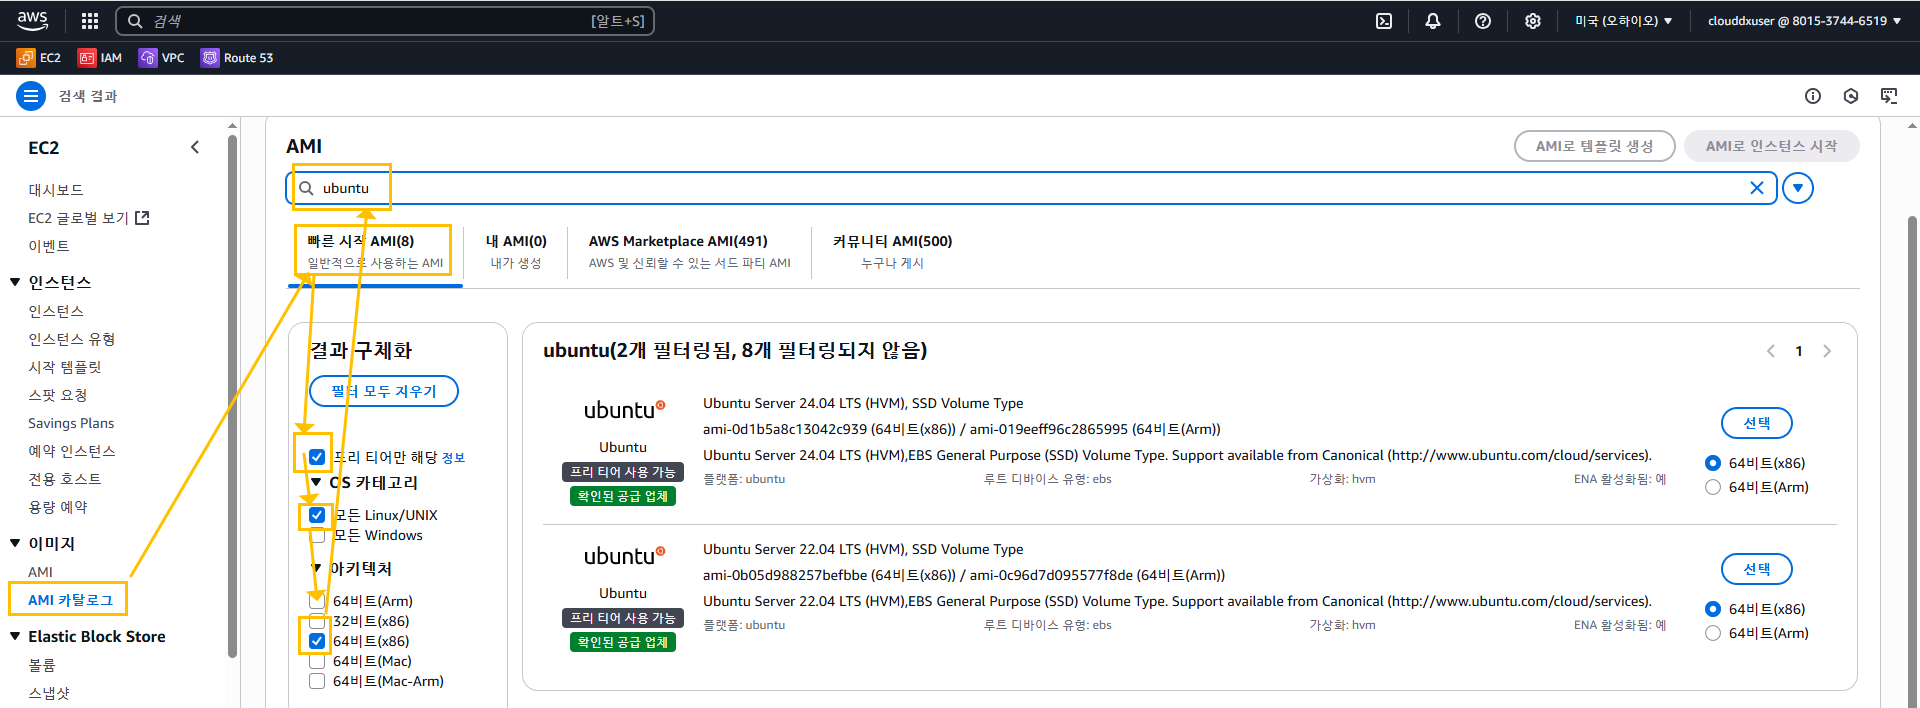 aws
검색
[알트+S]
미국 (오하이오)
clouddxuser @ 8015-3744-6519
EC2
IAM
VPC
Route 53
검색 결과
EC2
대시보드
EC2 글로벌 보기
이벤트
인스턴스
인스턴스
인스턴스 유형
시작 템플릿
스팟 요청
Savings Plans
예약 인스턴스
전용 호스트
용량 예약
이미지
AMI
AMI 카탈로그
Elastic Block Store
볼륨
스냅샷
AMI
AMI로 템플릿 생성
AMI로 인스턴스 시작
ubuntu
빠른 시작 AMI(8)
일반적으로 사용하는 AMI
내 AMI(0)
내가 생성
AWS Marketplace AMI(491)
AWS 및 신뢰할 수 있는 서드 파티 AMI
커뮤니티 AMI(500)
누구나 게시
결과 구체화
필터 모두 지우기
프리 티어만 해당 정보
OS 카테고리
모든 Linux/UNIX
모든 Windows
아키텍처
64비트(Arm)
32비트(x86)
64비트(x86)
64비트(Mac)
64비트(Mac-Arm)
ubuntu(2개 필터링됨, 8개 필터링되지 않음)
1
ubuntu
Ubuntu
프리 티어 사용 가능
확인된 공급 업체
Ubuntu Server 24.04 LTS (HVM), SSD Volume Type
ami-0d1b5a8c13042c939 (64비트(x86)) / ami-019eeff96c2865995 (64비트(Arm))
Ubuntu Server 24.04 LTS (HVM),EBS General Purpose (SSD) Volume Type. Support available from Canonical (http://www.ubuntu.com/cloud/services).
플랫폼: ubuntu
루트 디바이스 유형: ebs
가상화: hvm
ENA 활성화됨: 예
선택
64비트(x86)
64비트(Arm)
ubuntu
Ubuntu
프리 티어 사용 가능
확인된 공급 업체
Ubuntu Server 22.04 LTS (HVM), SSD Volume Type
ami-0b05d988257befbbe (64비트(x86)) / ami-0c96d7d095577f8de (64비트(Arm))
Ubuntu Server 22.04 LTS (HVM),EBS General Purpose (SSD) Volume Type. Support available from Canonical (http://www.ubuntu.com/cloud/services).
플랫폼: ubuntu
루트 디바이스 유형: ebs
가상화: hvm
ENA 활성화됨: 예
선택
64비트(x86)
64비트(Arm)